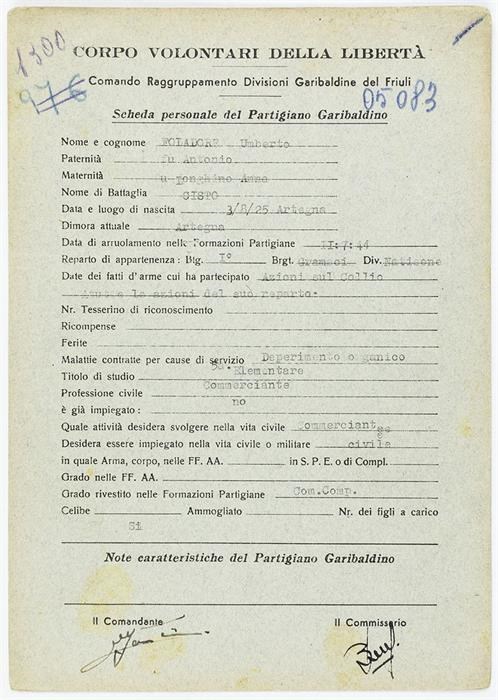 1300
976
CORPO VOLONTARI DELLA LIBERTÀ
Comando Raggruppamento Divisioni Garibaldine del Friuli
05083
Scheda personale del Partigiano Garibaldino
Nome e cognome FOLADORE Umberto
Paternità fu Antonio.
Maternità Anna
Nome di Battaglia GISTO
Data e luogo di nascita 3/8/25 Artegna
Dimora attuale Artegna
Data di arruolamento nelle Formazioni Partigiane II:7:44
Reparto di appartenenza: Btg. I° Brgt. Gramsci Div. Natisone
Date dei fatti d'arme cui ha partecipato Azioni sul Collio
le azioni del suo reparto.
Nr. Tesserino di riconoscimento
Ricompense
Ferite
Malattie contratte per cause di servizio Deperimento organico
Titolo di studio 5a. Elementare
Professione civile Commerciante
è già impiegato : no
Quale attività desidera svolgere nella vita civile Commerciante
Desidera essere impiegato nella vita civile o militare civile
in quale Arma, corpo, nelle FF. AA. in S. P. E. o di Compl.
Grado nelle FF. AA.
Grado rivestito nelle Formazioni Partigiane Com.Comp.
Celibe Ammogliato Nr. dei figli a carico
Si
Note caratteristiche del Partigiano Garibaldino
Il Comandante Il Commissario